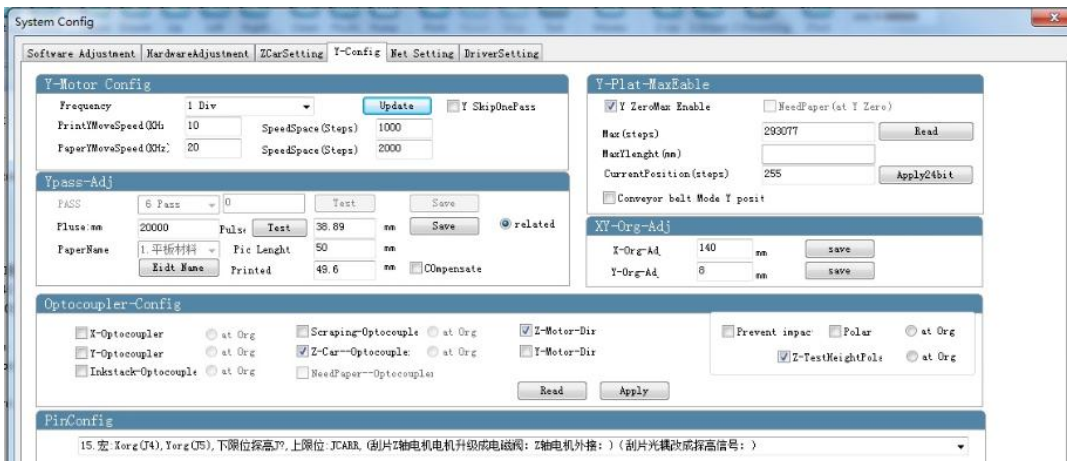 System Config
Software Adjustment HardwareAdjustment ZCarSetting Y-Config Net Setting DriverSetting
Y-Motor Config
Frequency 1 Div Update Y SkipOnePass
PrintYMoveSpeed(KHz 10 SpeedSpace(Steps) 1000
PaperYMoveSpeed(KHz) 20 SpeedSpace(Steps) 2000
Y-Plat-MaxEable
Y ZeroMax Enable NeedPaper(at Y Zero)
Max(steps) 293077 Read
MaxYlenght(mm)
CurrentPosition(steps) 255 Apply24bit
Conveyor belt Mode Y posit
Ypass-Adj
PASS 6 Pass 0 Test Save
Pluse:mm 20000 Pulse Test 38.89 mm Save related
PaperName 1.平板材料 Pic Lenght 50 mm
Eidt Name Printed 49.6 mm COmpensate
XY-Org-Adj
X-Org-Ad, 140 mm save
Y-Org-Ad, 8 mm save
Optocoupler-Config
X-Optocoupler at Org Scraping-Optocouple at Org Z-Motor-Dir Prevent impac Polar at Org
Y-Optocoupler at Org Z-Car--Optocouple: at Org Y-Motor-Dir Z-TestHeightPola at Org
Inkstack-Optocouple at Org NeedPaper--Optocoupler
Read Apply
PinConfig
15.宏:Xorg(J4),Yorg(J5),下限位探高J?,上限位:JCARR,(刮片Z轴电机电机升级成电磁阀: Z轴电机外接: )(刮片光耦改成探高信号: )